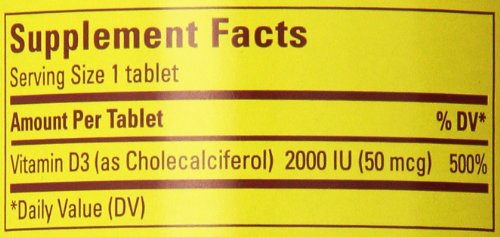 Supplement Facts
Serving Size 1 tablet
Amount Per Tablet % DV*
Vitamin D3 (as Cholecalciferol) 2000 IU (50 mcg) 500%
*Daily Value (DV)